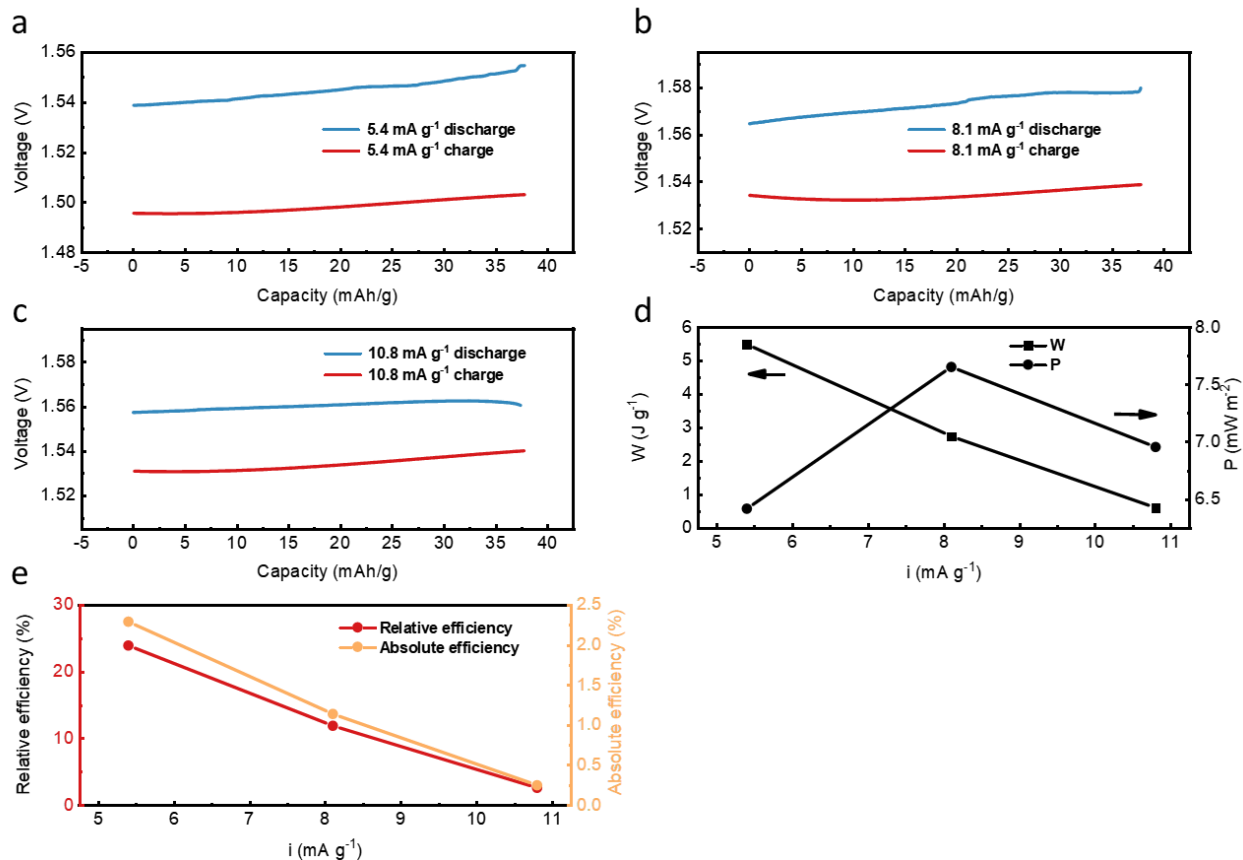 a
1.56
1.54
1.52
1.50
1.48
Voltage (V)
5.4 mA g⁻¹ discharge
5.4 mA g⁻¹ charge
-5 0 5 10 15 20 25 30 35 40
Capacity (mAh/g)
b
1.58
1.56
1.54
1.52
Voltage (V)
8.1 mA g⁻¹ discharge
8.1 mA g⁻¹ charge
-5 0 5 10 15 20 25 30 35 40
Capacity (mAh/g)
c
1.58
1.56
1.54
1.52
Voltage (V)
10.8 mA g⁻¹ discharge
10.8 mA g⁻¹ charge
-5 0 5 10 15 20 25 30 35 40
Capacity (mAh/g)
d
6
5
4
3
2
1
0
W (J g⁻¹)
W
P
8.0
7.5
7.0
6.5
P (mW m⁻²)
5 6 7 8 9 10 11
i (mA g⁻¹)
e
30
20
10
0
Relative efficiency (%)
Relative efficiency
Absolute efficiency
2.5
2.0
1.5
1.0
0.5
0.0
Absolute efficiency (%)
5 6 7 8 9 10 11
i (mA g⁻¹)